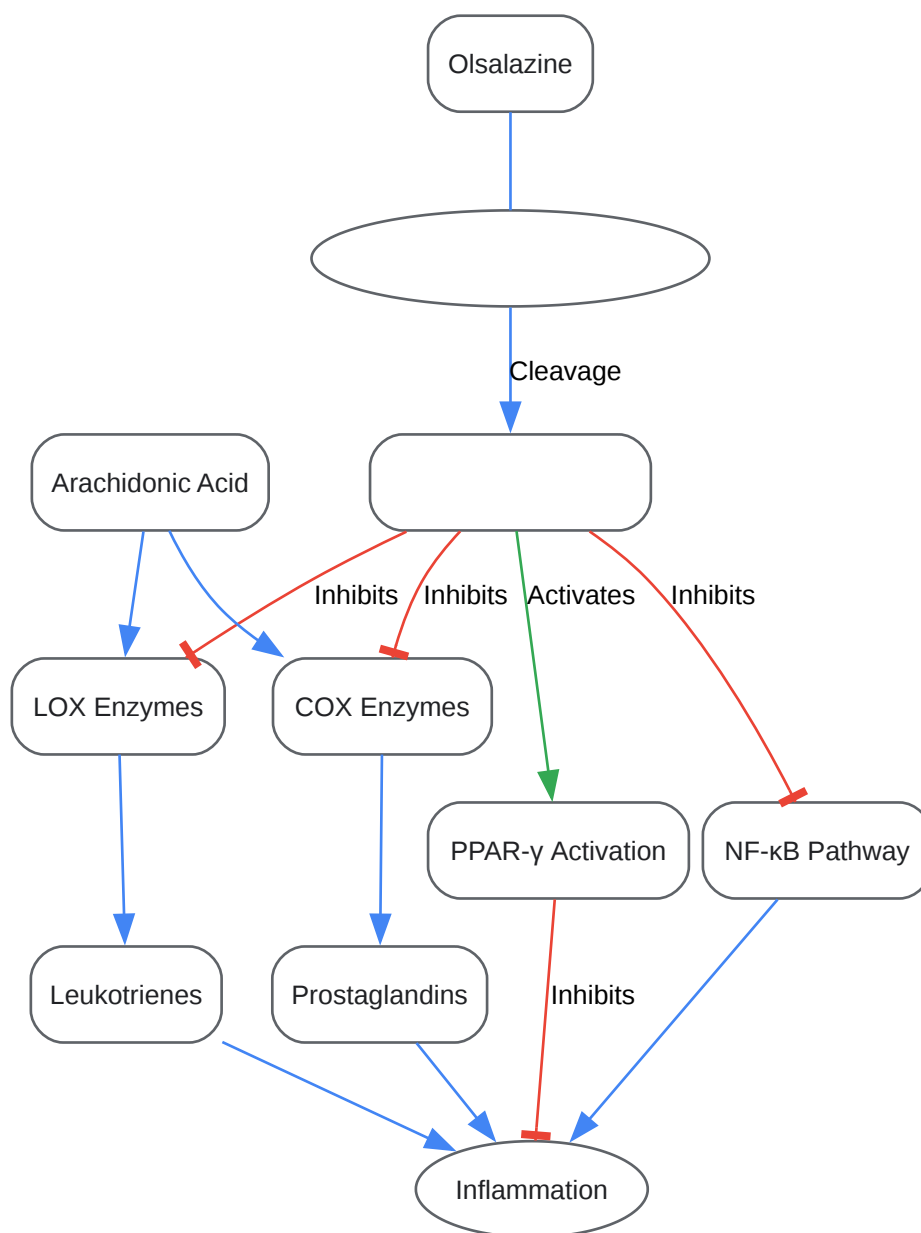 Olsalazine
Cleavage
Arachidonic Acid
Inhibits
Inhibits
Activates
Inhibits
LOX Enzymes
COX Enzymes
PPAR-γ Activation
NF-κB Pathway
Leukotrienes
Prostaglandins
Inhibits
Inflammation